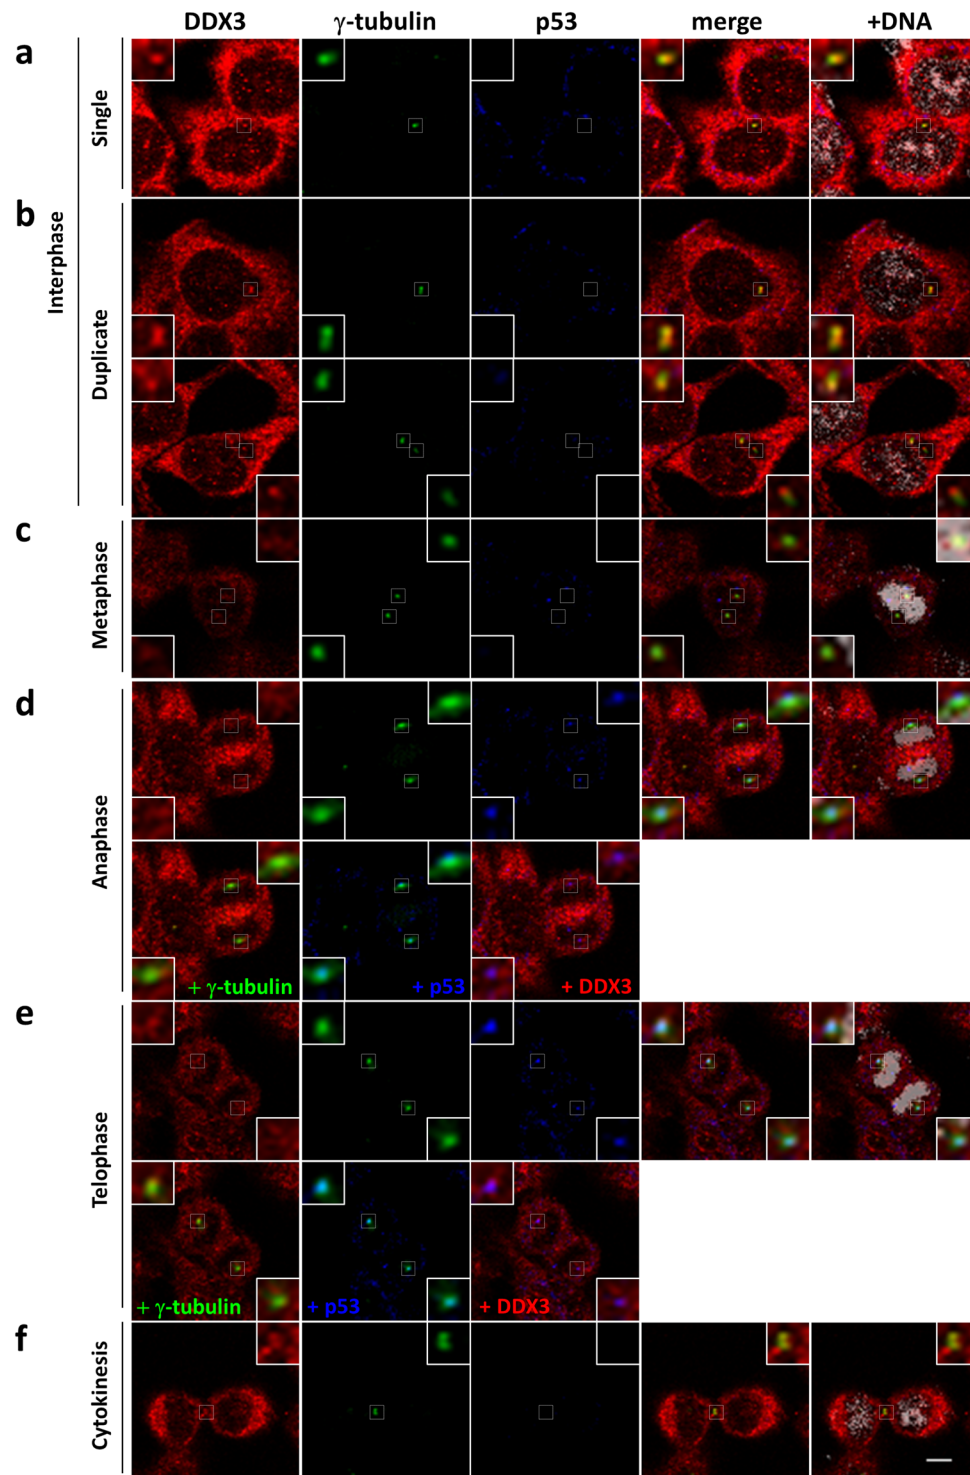 DDX3 γ-tubulin p53 merge +DNA
a
Single
b
Interphase
Duplicate
c
Metaphase
d
Anaphase
+ γ-tubulin + p53 + DDX3
e
Telophase
+ γ-tubulin + p53 + DDX3
f
Cytokinesis